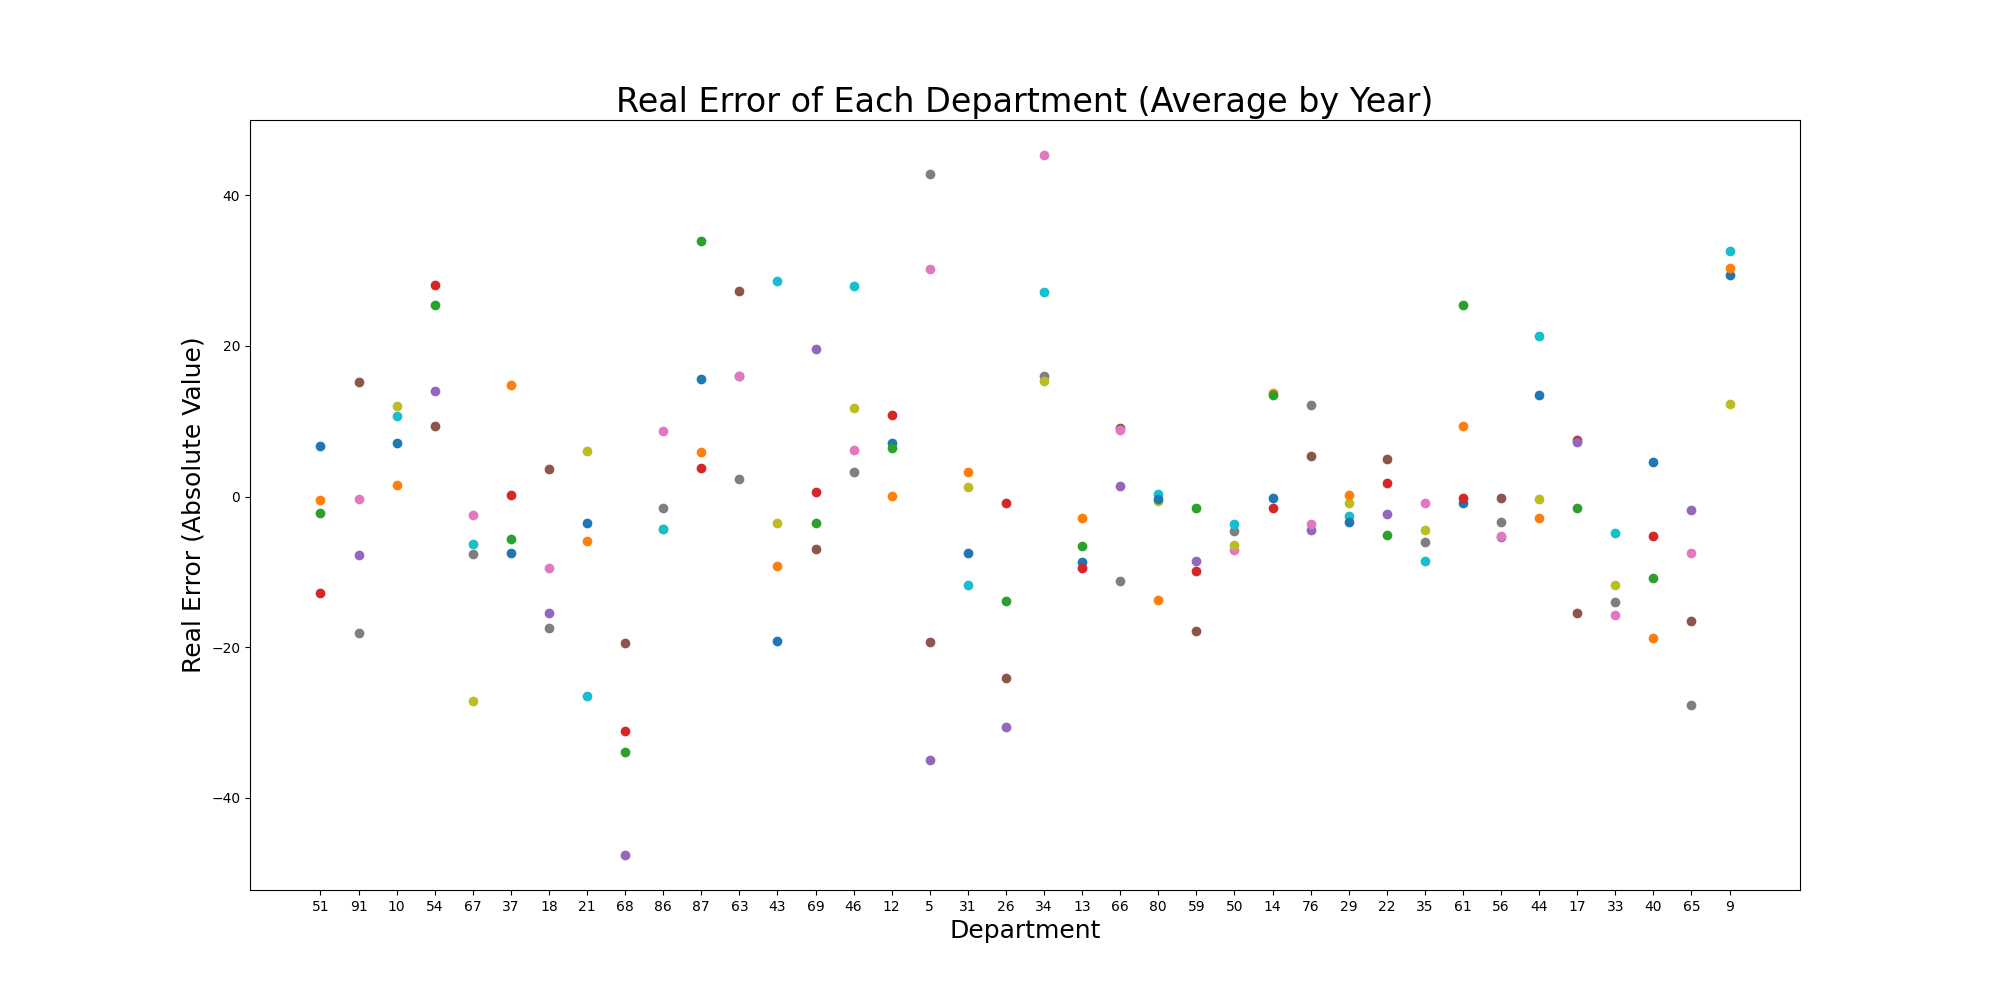 Real Error of Each Department (Average by Year)
Real Error (Absolute Value)
40
20
0
−20
−40
51 91 10 54 67 37 18 21 68 86 87 63 43 69 46 12 5 31 26 34 13 66 80 59 50 14 76 29 22 35 61 56 44 17 33 40 65 9
Department